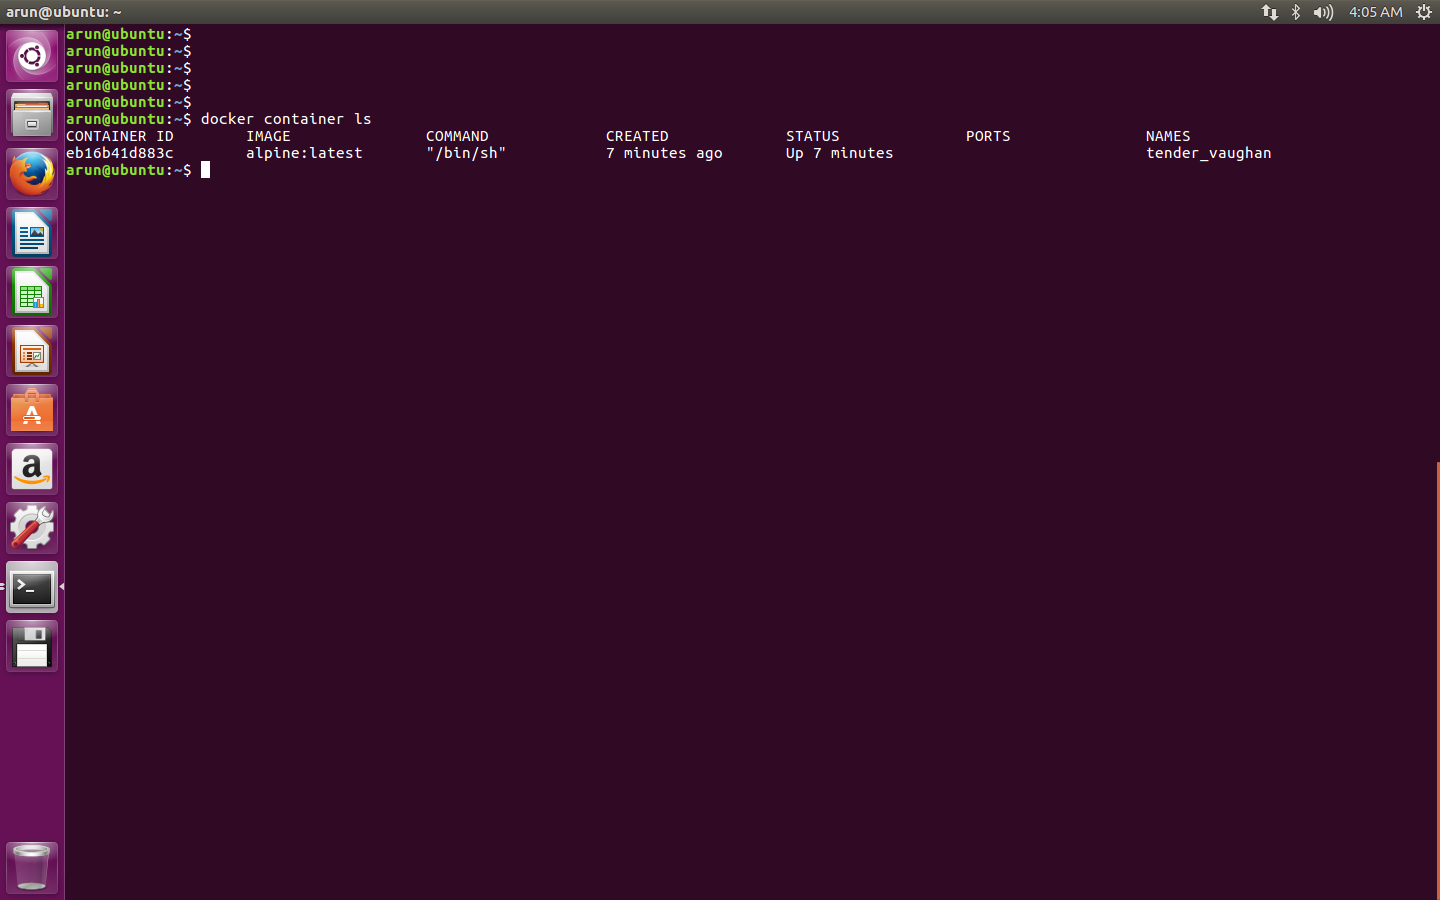 arun@ubuntu: ~
4:05 AM
arun@ubuntu:~$
arun@ubuntu:~$
arun@ubuntu:~$
arun@ubuntu:~$
arun@ubuntu:~$
arun@ubuntu:~$ docker container ls
CONTAINER ID        IMAGE               COMMAND             CREATED             STATUS              PORTS               NAMES
eb16b41d883c        alpine:latest       "/bin/sh"           7 minutes ago       Up 7 minutes                            tender_vaughan
arun@ubuntu:~$